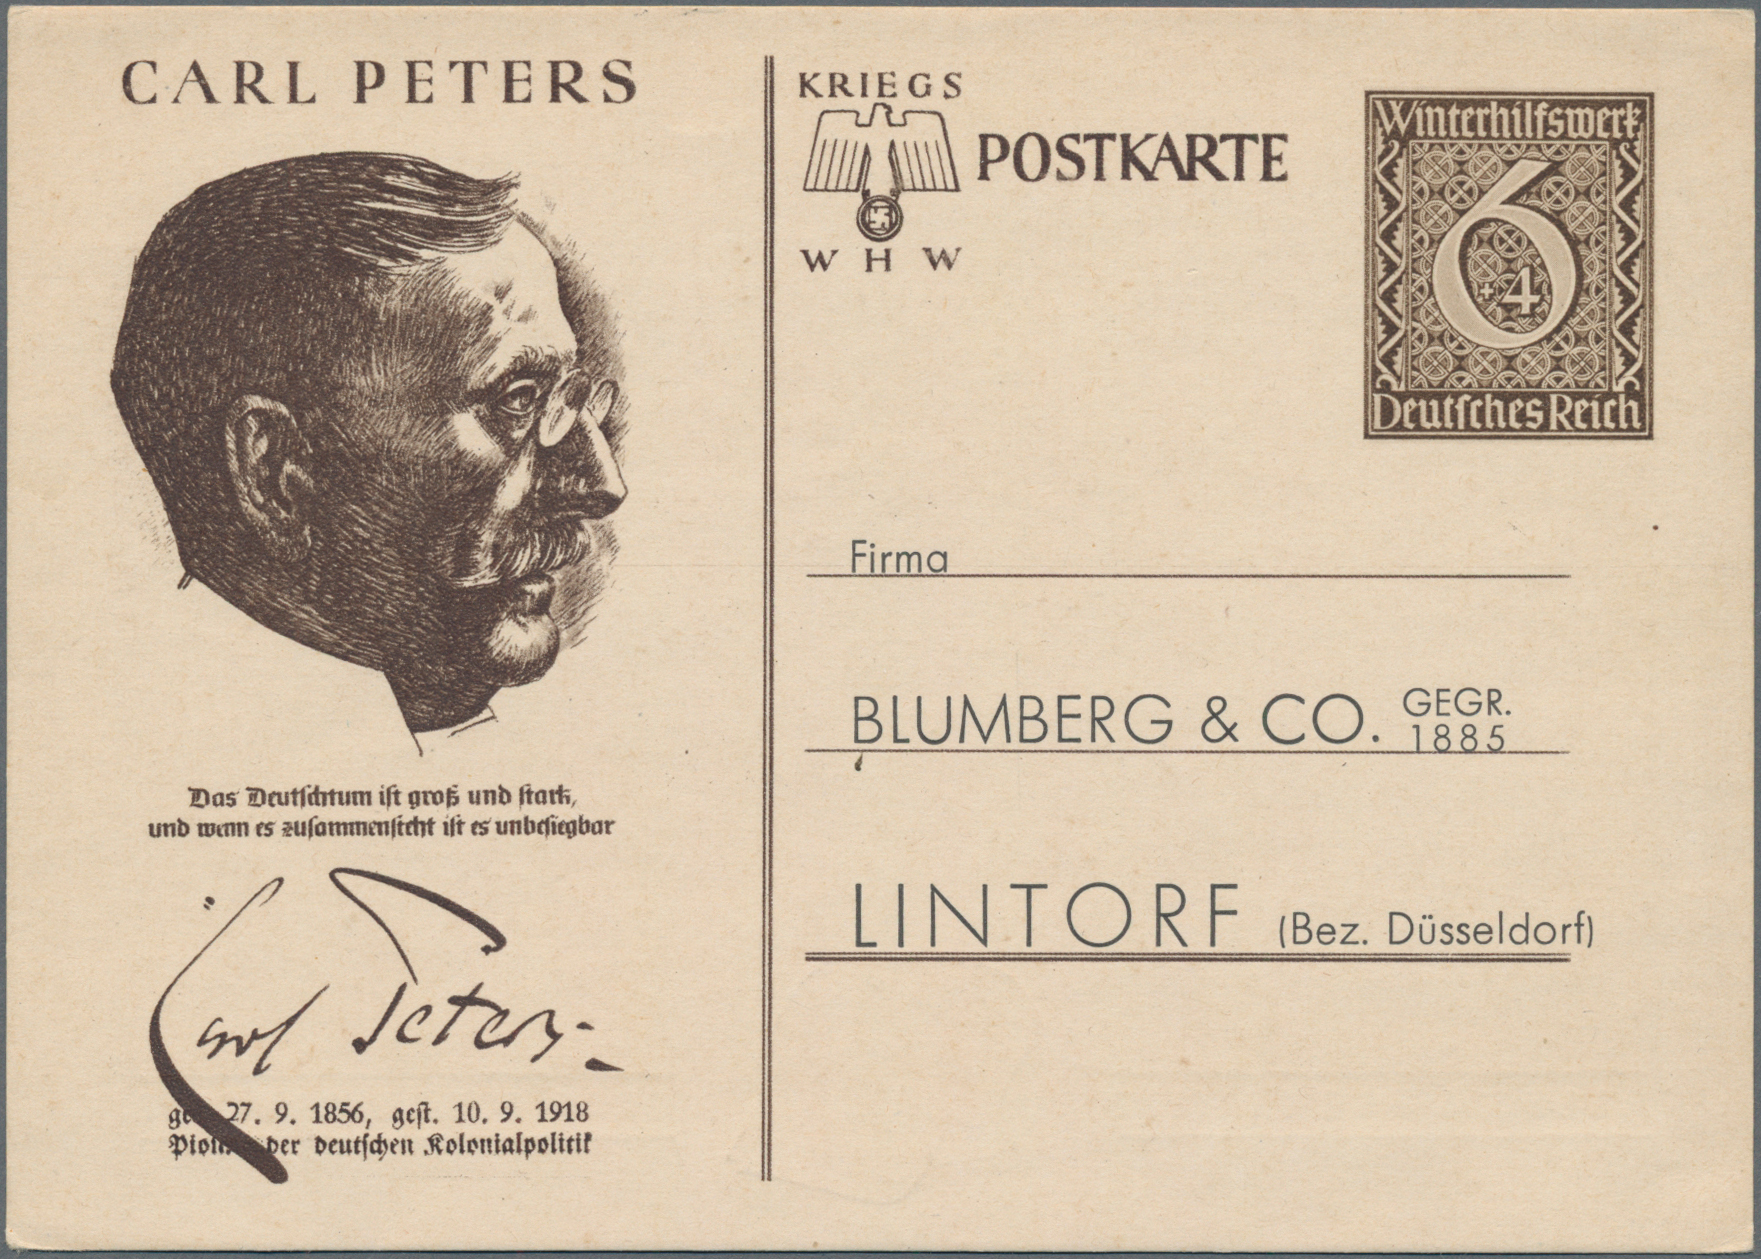 CARL PETERS
Das Deutschtum ist groß und stark,
und wenn es zusammensteht ist es unbesiegbar
Carl Peters
27. 9. 1856, gest. 10. 9. 1918
der deutschen Kolonialpolitik
KRIEGS
POSTKARTE
W H W
Winterhilfswerk
6
+4
Deutsches Reich
Firma
BLUMBERG & CO. GEGR.
1885
LINTORF (Bez. Düsseldorf)